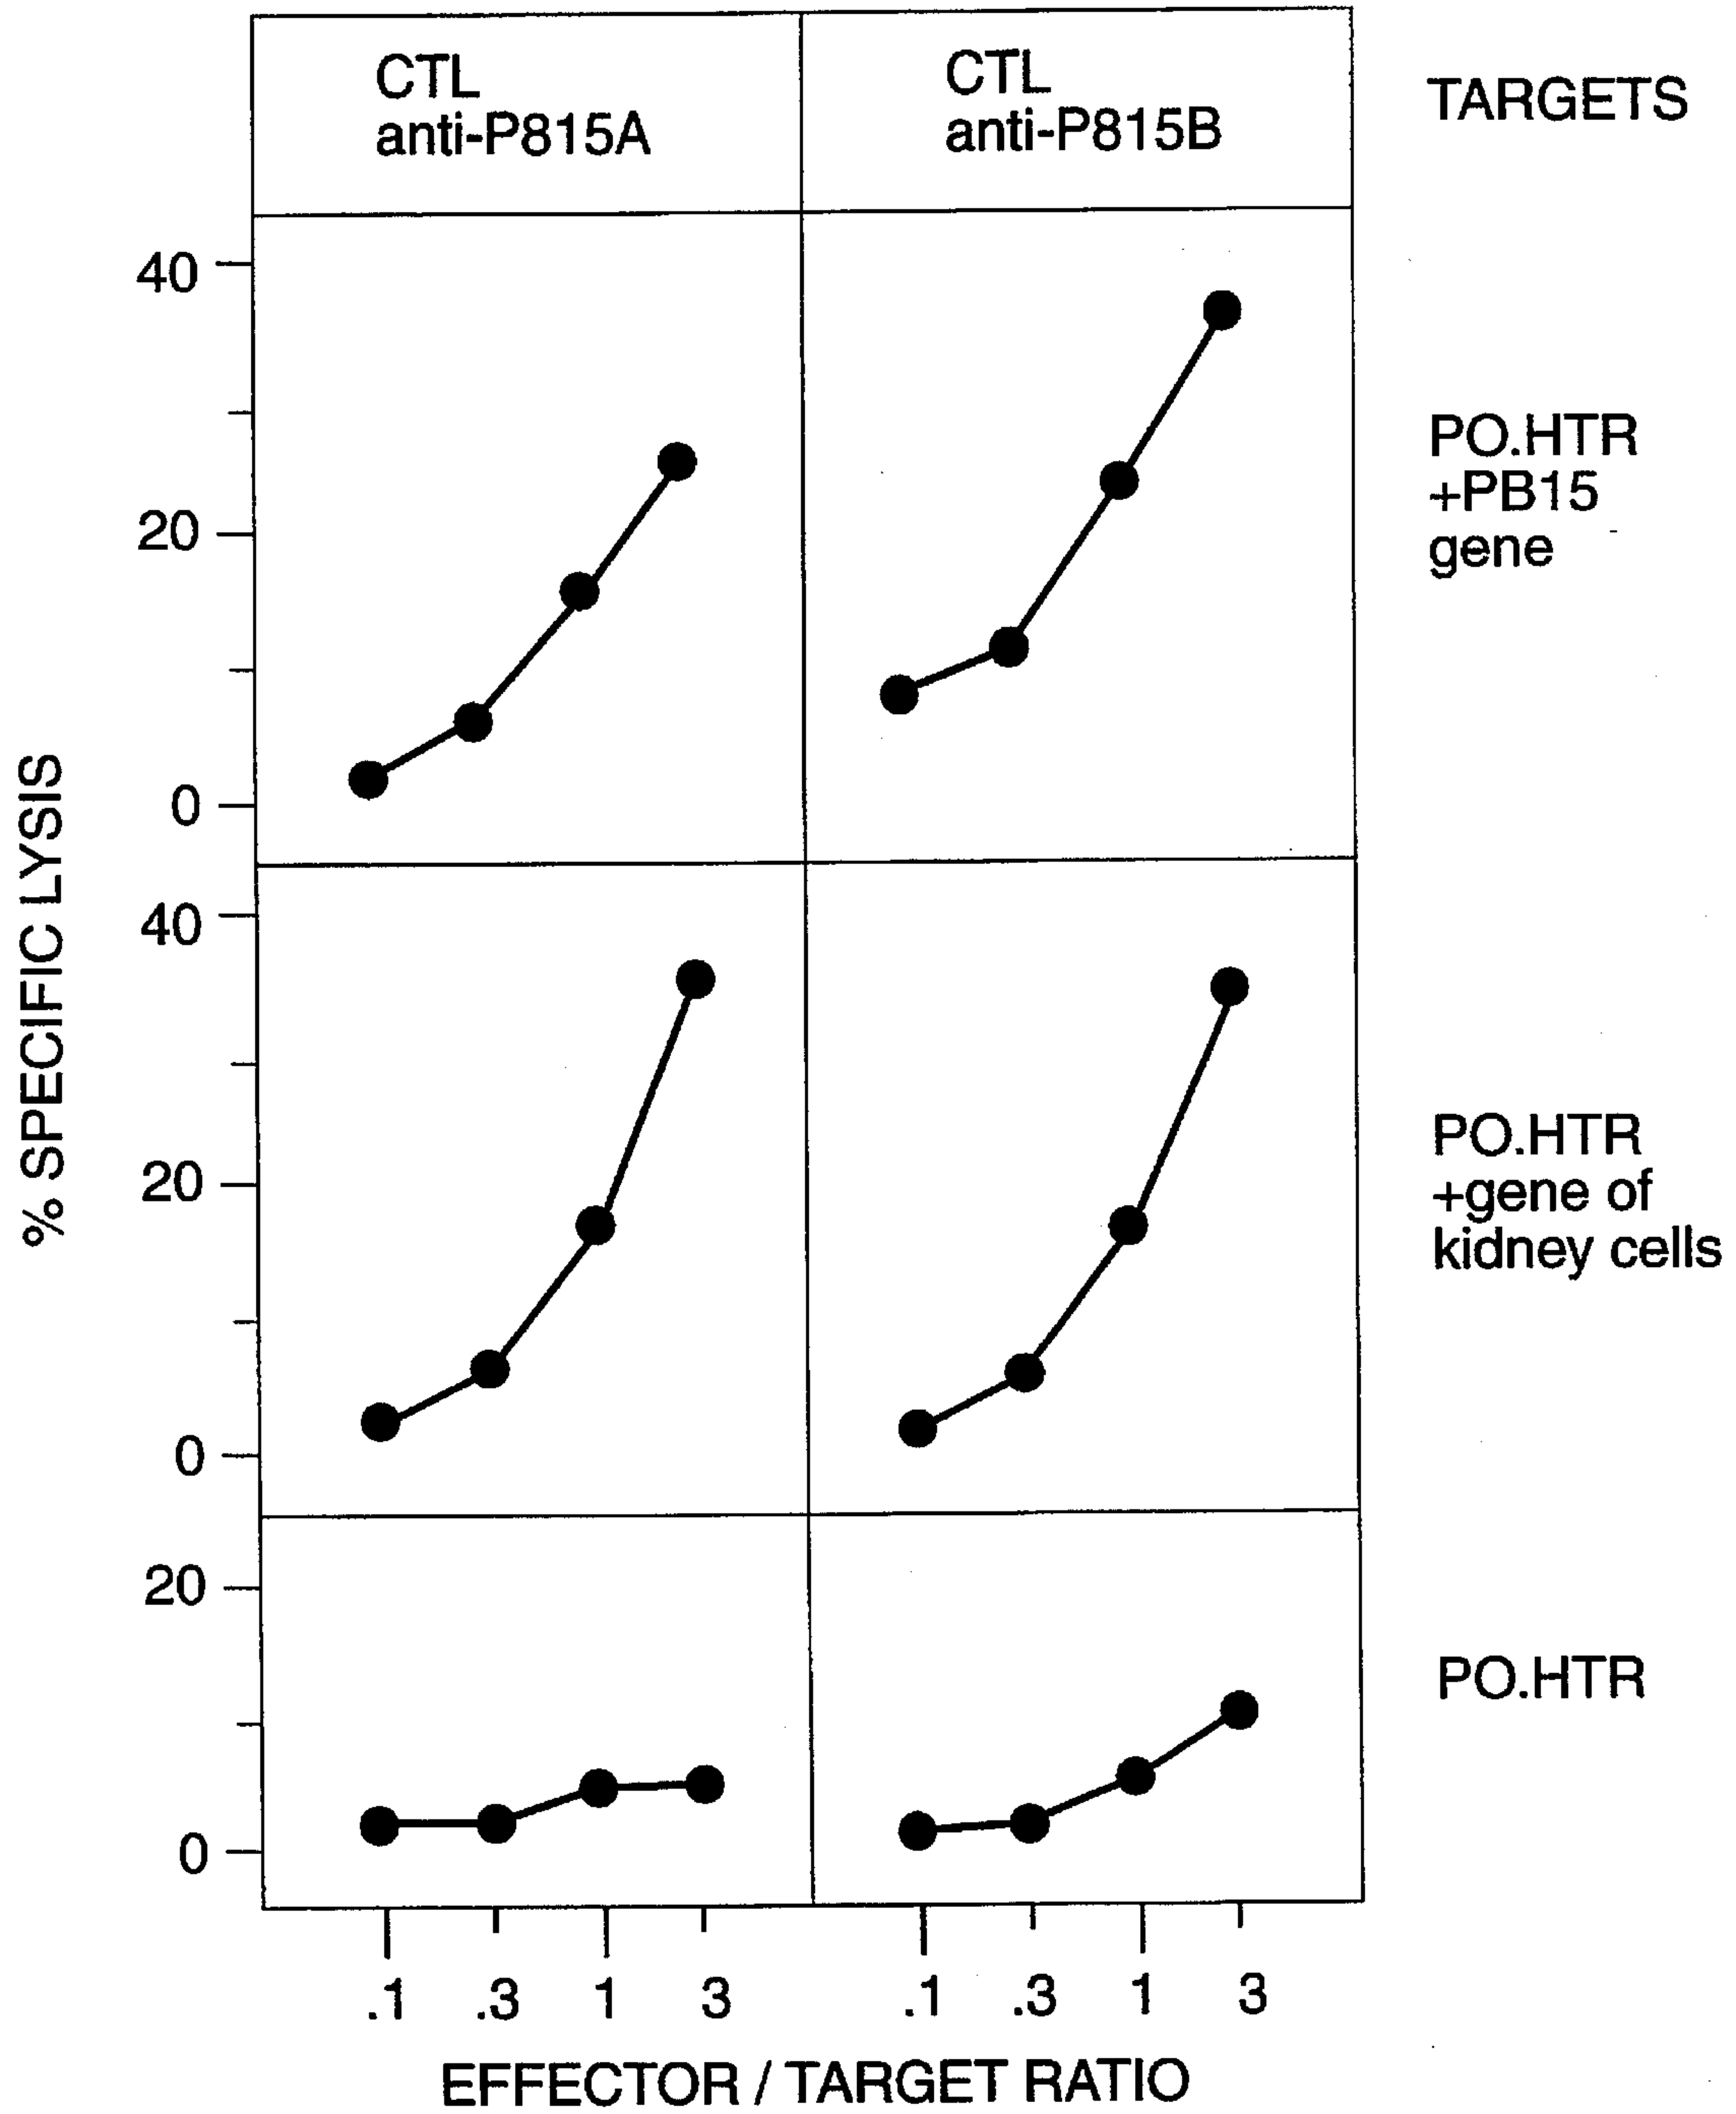 CTL
anti-P815A
CTL
anti-P815B
TARGETS
% SPECIFIC LYSIS
40
20
0
PO.HTR
+PB15
gene
40
20
0
PO.HTR
+gene of
kidney cells
20
0
PO.HTR
.1 .3 1 3 .1 .3 1 3
EFFECTOR / TARGET RATIO